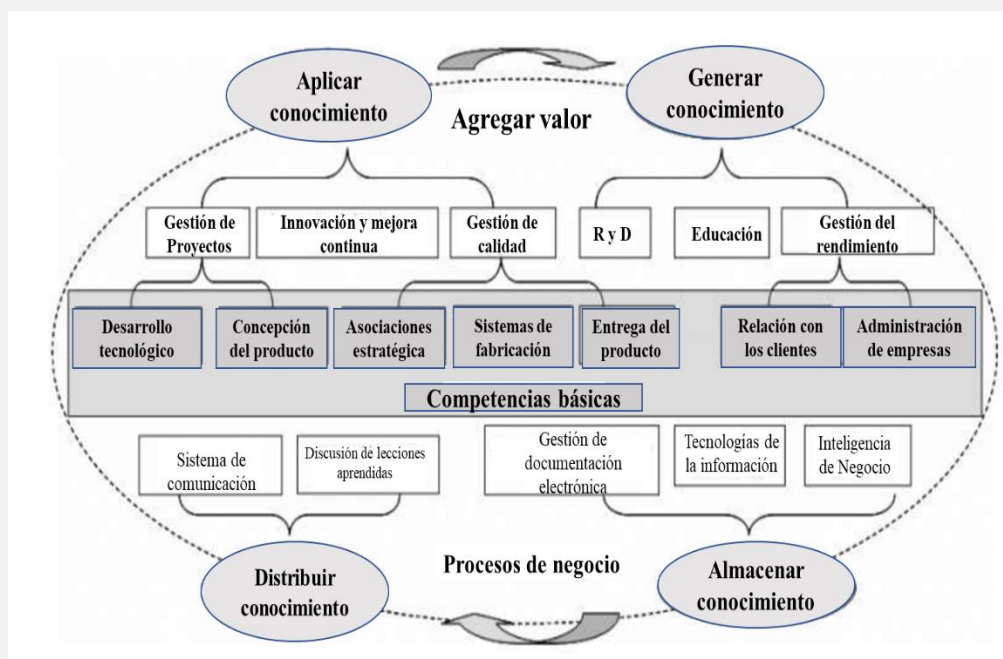 Aplicar
conocimiento
Generar
conocimiento
Agregar valor
Gestión de
Proyectos
Innovación y mejora
continua
Gestión de
calidad
R y D
Educación
Gestión del
rendimiento
Desarrollo
tecnológico
Concepción
del producto
Asociaciones
estratégica
Sistemas de
fabricación
Entrega del
producto
Relación con
los clientes
Administración
de empresas
Competencias básicas
Sistema de
comunicación
Discusión de lecciones
aprendidas
Gestión de
documentación
electrónica
Tecnologías de
la información
Inteligencia
de Negocio
Distribuir
conocimiento
Procesos de negocio
Almacenar
conocimiento